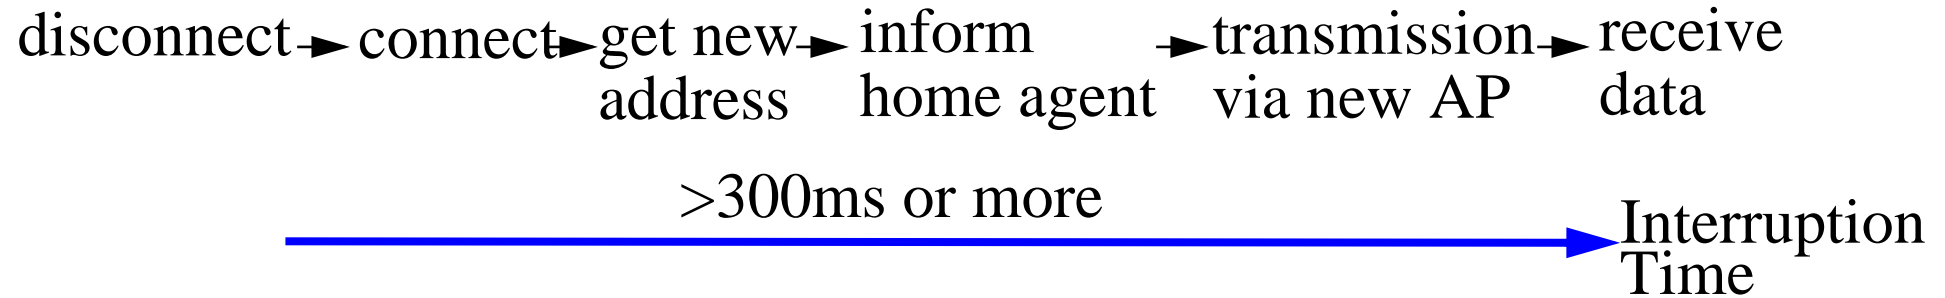 disconnect connect get new inform transmission receive
address home agent via new AP data
>300ms or more
Interruption
Time